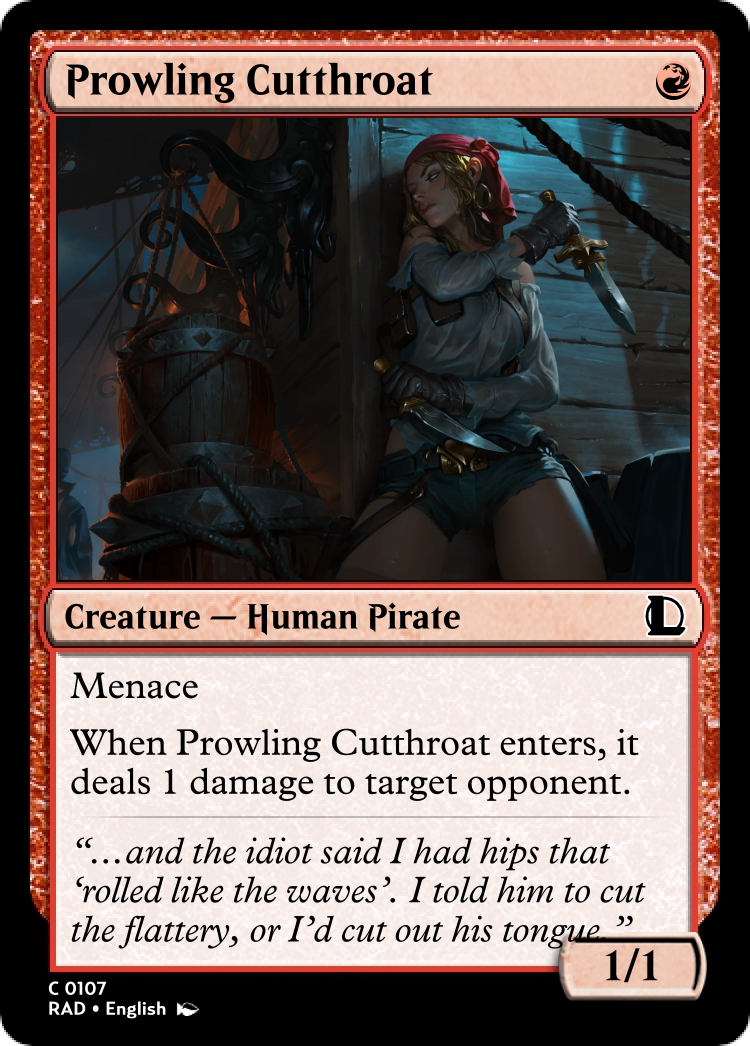 Prowling Cutthroat
Creature — Human Pirate
Menace
When Prowling Cutthroat enters, it
deals 1 damage to target opponent.
“…and the idiot said I had hips that
‘rolled like the waves’. I told him to cut
the flattery, or I’d cut out his tongue.”
1/1
C 0107
RAD • English